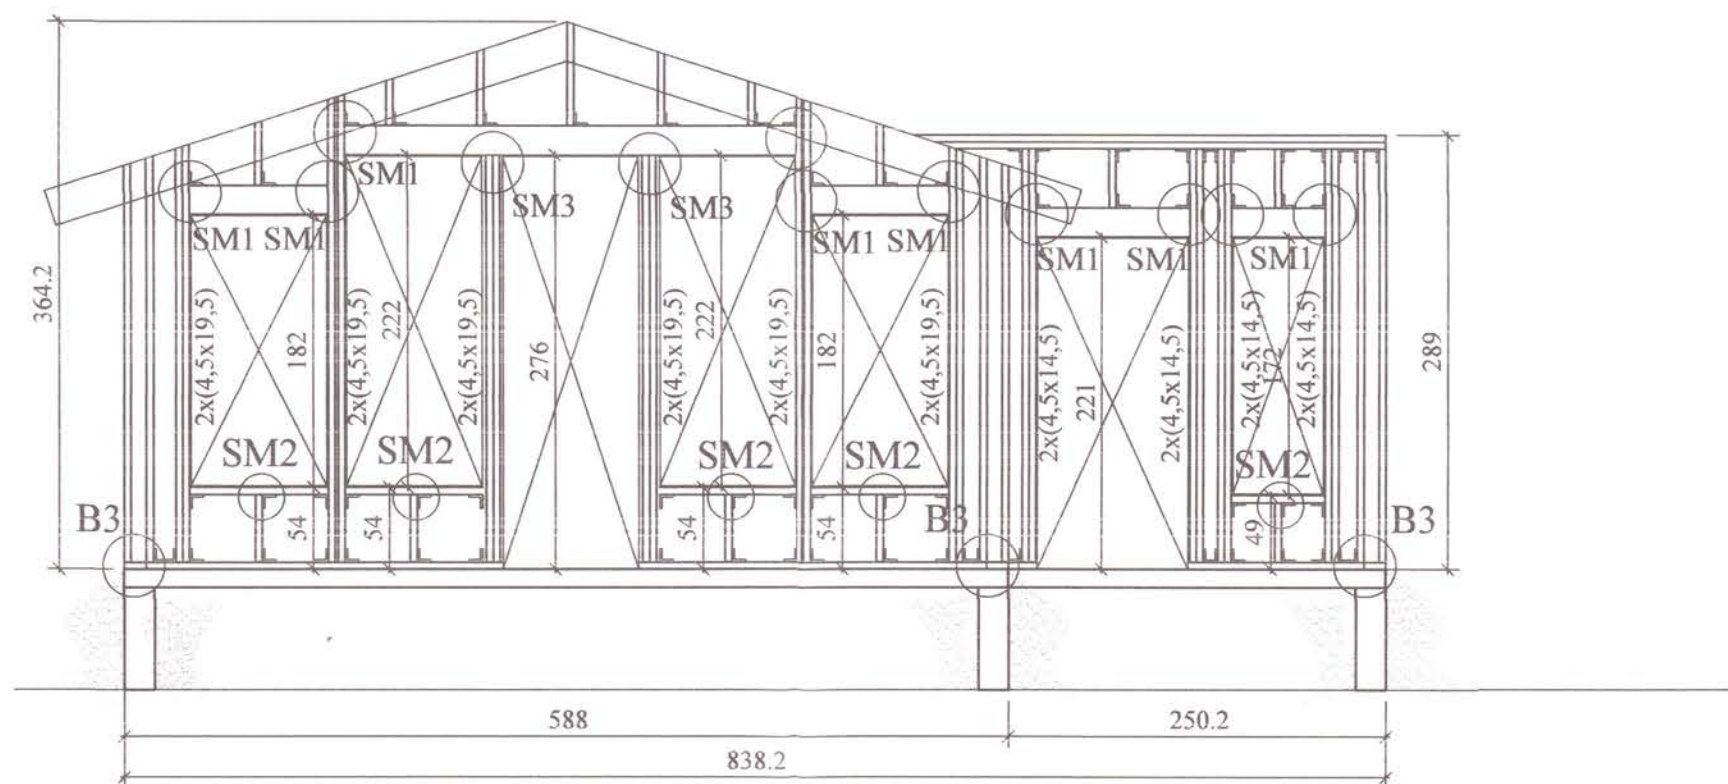 364.2
SM1 SM1
SM1
SM3
SM3
SM1 SM1
SM1 SM1
SM1
2x(4,5x19,5)
182
2x(4,5x19,5)
222
2x(4,5x19,5)
276
2x(4,5x19,5)
222
2x(4,5x19,5)
182
2x(4,5x19,5)
2x(4,5x14,5)
221
2x(4,5x14,5)
2x(4,5x14,5)
172
2x(4,5x14,5)
289
SM2
SM2
SM2
SM2
SM2
B3
54
54
54
54
B3
49
B3
588
250.2
838.2